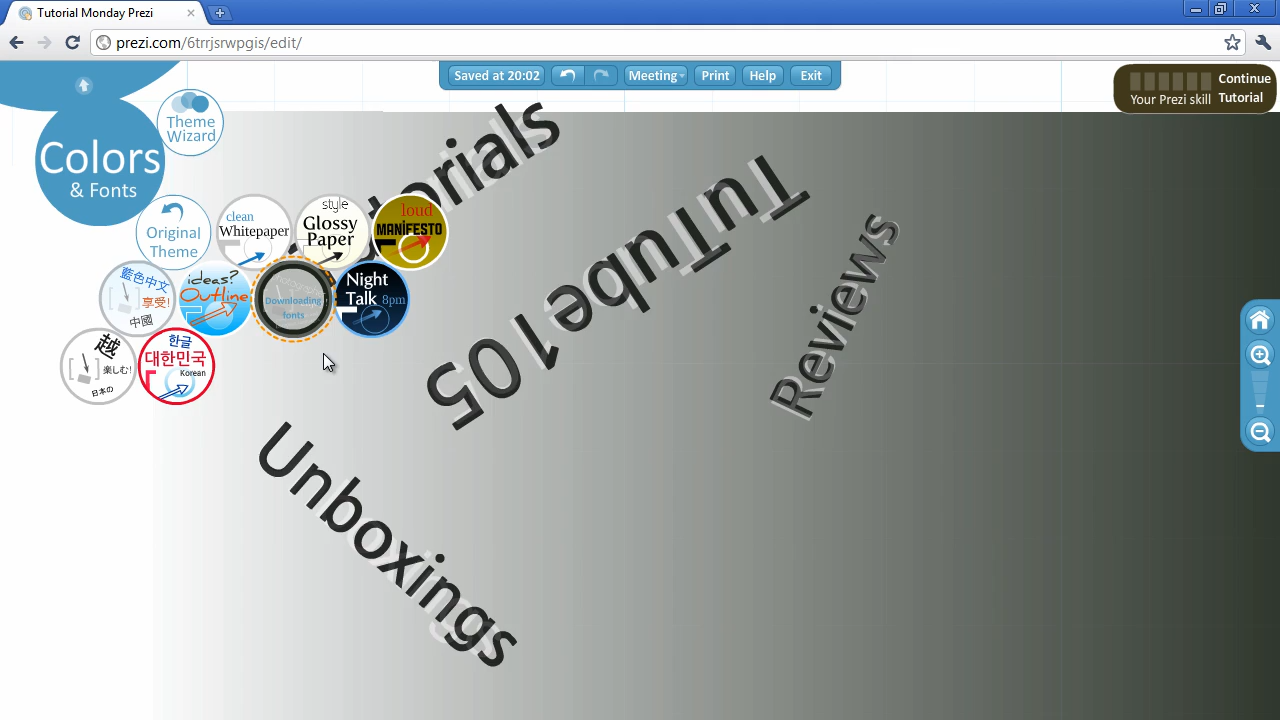 Tutorial Monday Prezi
prezi.com/6trrjsrwpgis/edit/
Saved at 20:02
Meeting
Print
Help
Exit
Continue
Tutorial
Your Prezi skill
Theme
Wizard
Colors
& Fonts
Original
Theme
clean
Whitepaper
style
Glossy
Paper
loud
MANIFESTO
藍色中文
享受!
中國
ideas?
Outline
Downloading
fonts
Night
Talk 8pm
越
楽しむ!
日本の
한글
대한민국
Korean
torials
TuTube 105
Reviews
Unboxings